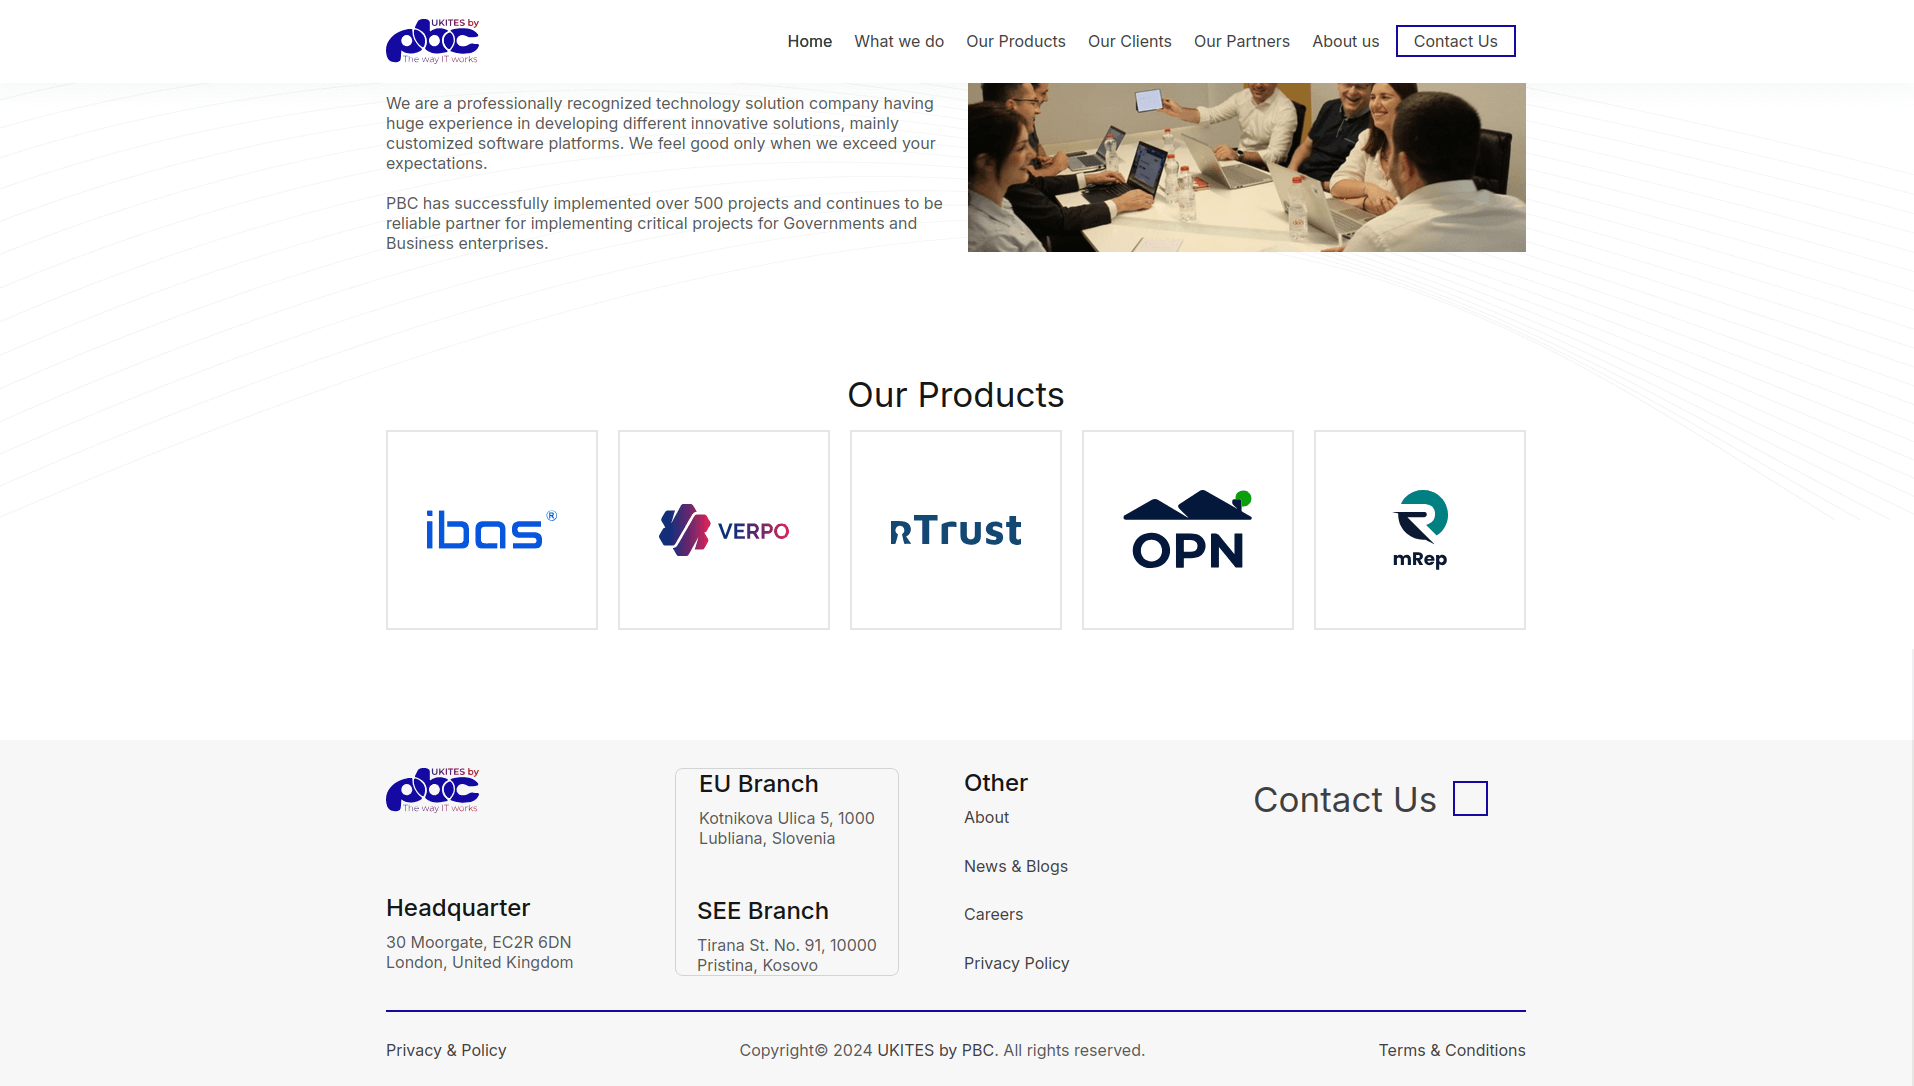 UKITES by
pbc
The way IT works
Home
What we do
Our Products
Our Clients
Our Partners
About us
Contact Us
We are a professionally recognized technology solution company having
huge experience in developing different innovative solutions, mainly
customized software platforms. We feel good only when we exceed your
expectations.
PBC has successfully implemented over 500 projects and continues to be
reliable partner for implementing critical projects for Governments and
Business enterprises.
Our Products
ibas®
VERPO
nTrust
OPN
mRep
UKITES by
pbc
The way IT works
Headquarter
30 Moorgate, EC2R 6DN
London, United Kingdom
EU Branch
Kotnikova Ulica 5, 1000
Lubliana, Slovenia
SEE Branch
Tirana St. No. 91, 10000
Pristina, Kosovo
Other
About
News & Blogs
Careers
Privacy Policy
Contact Us
Privacy & Policy
Copyright© 2024 UKITES by PBC. All rights reserved.
Terms & Conditions